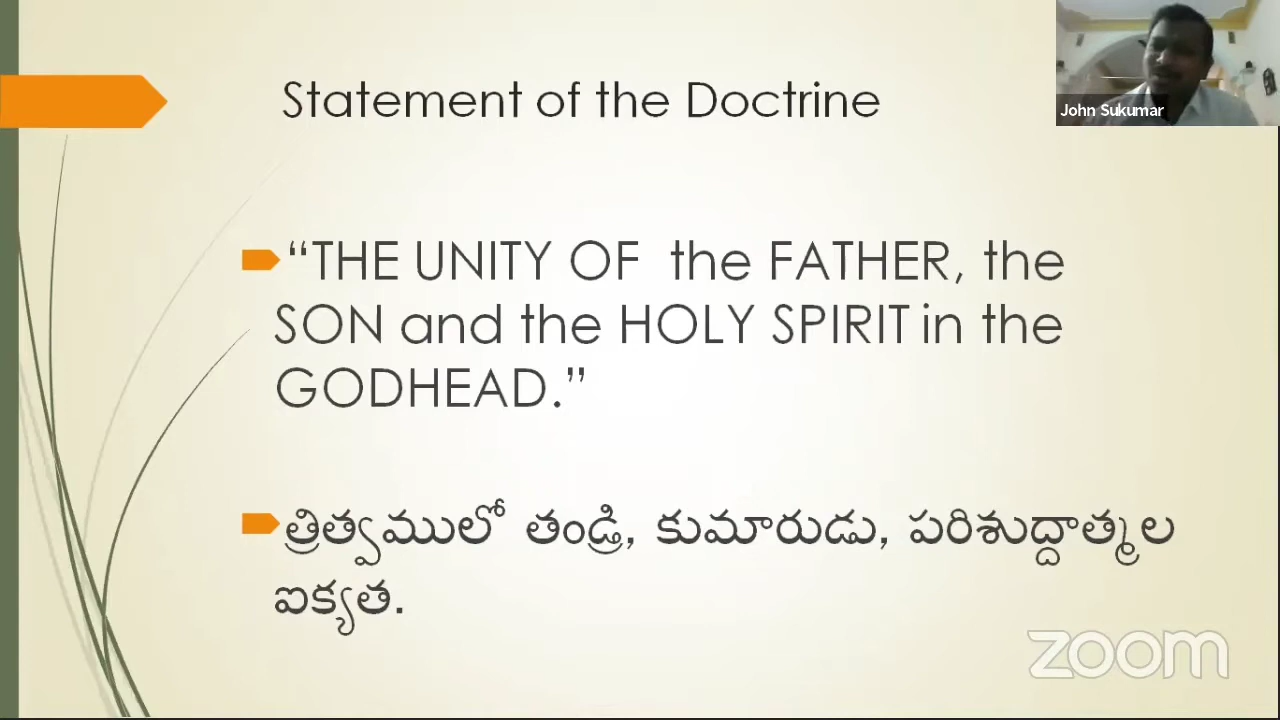 Statement of the Doctrine
John Sukumar
“THE UNITY OF the FATHER, the
SON and the HOLY SPIRIT in the
GODHEAD.”
త్రిత్వములో తండ్రి, కుమారుడు, పరిశుద్దాత్మల
ఐక్యత.
zoom